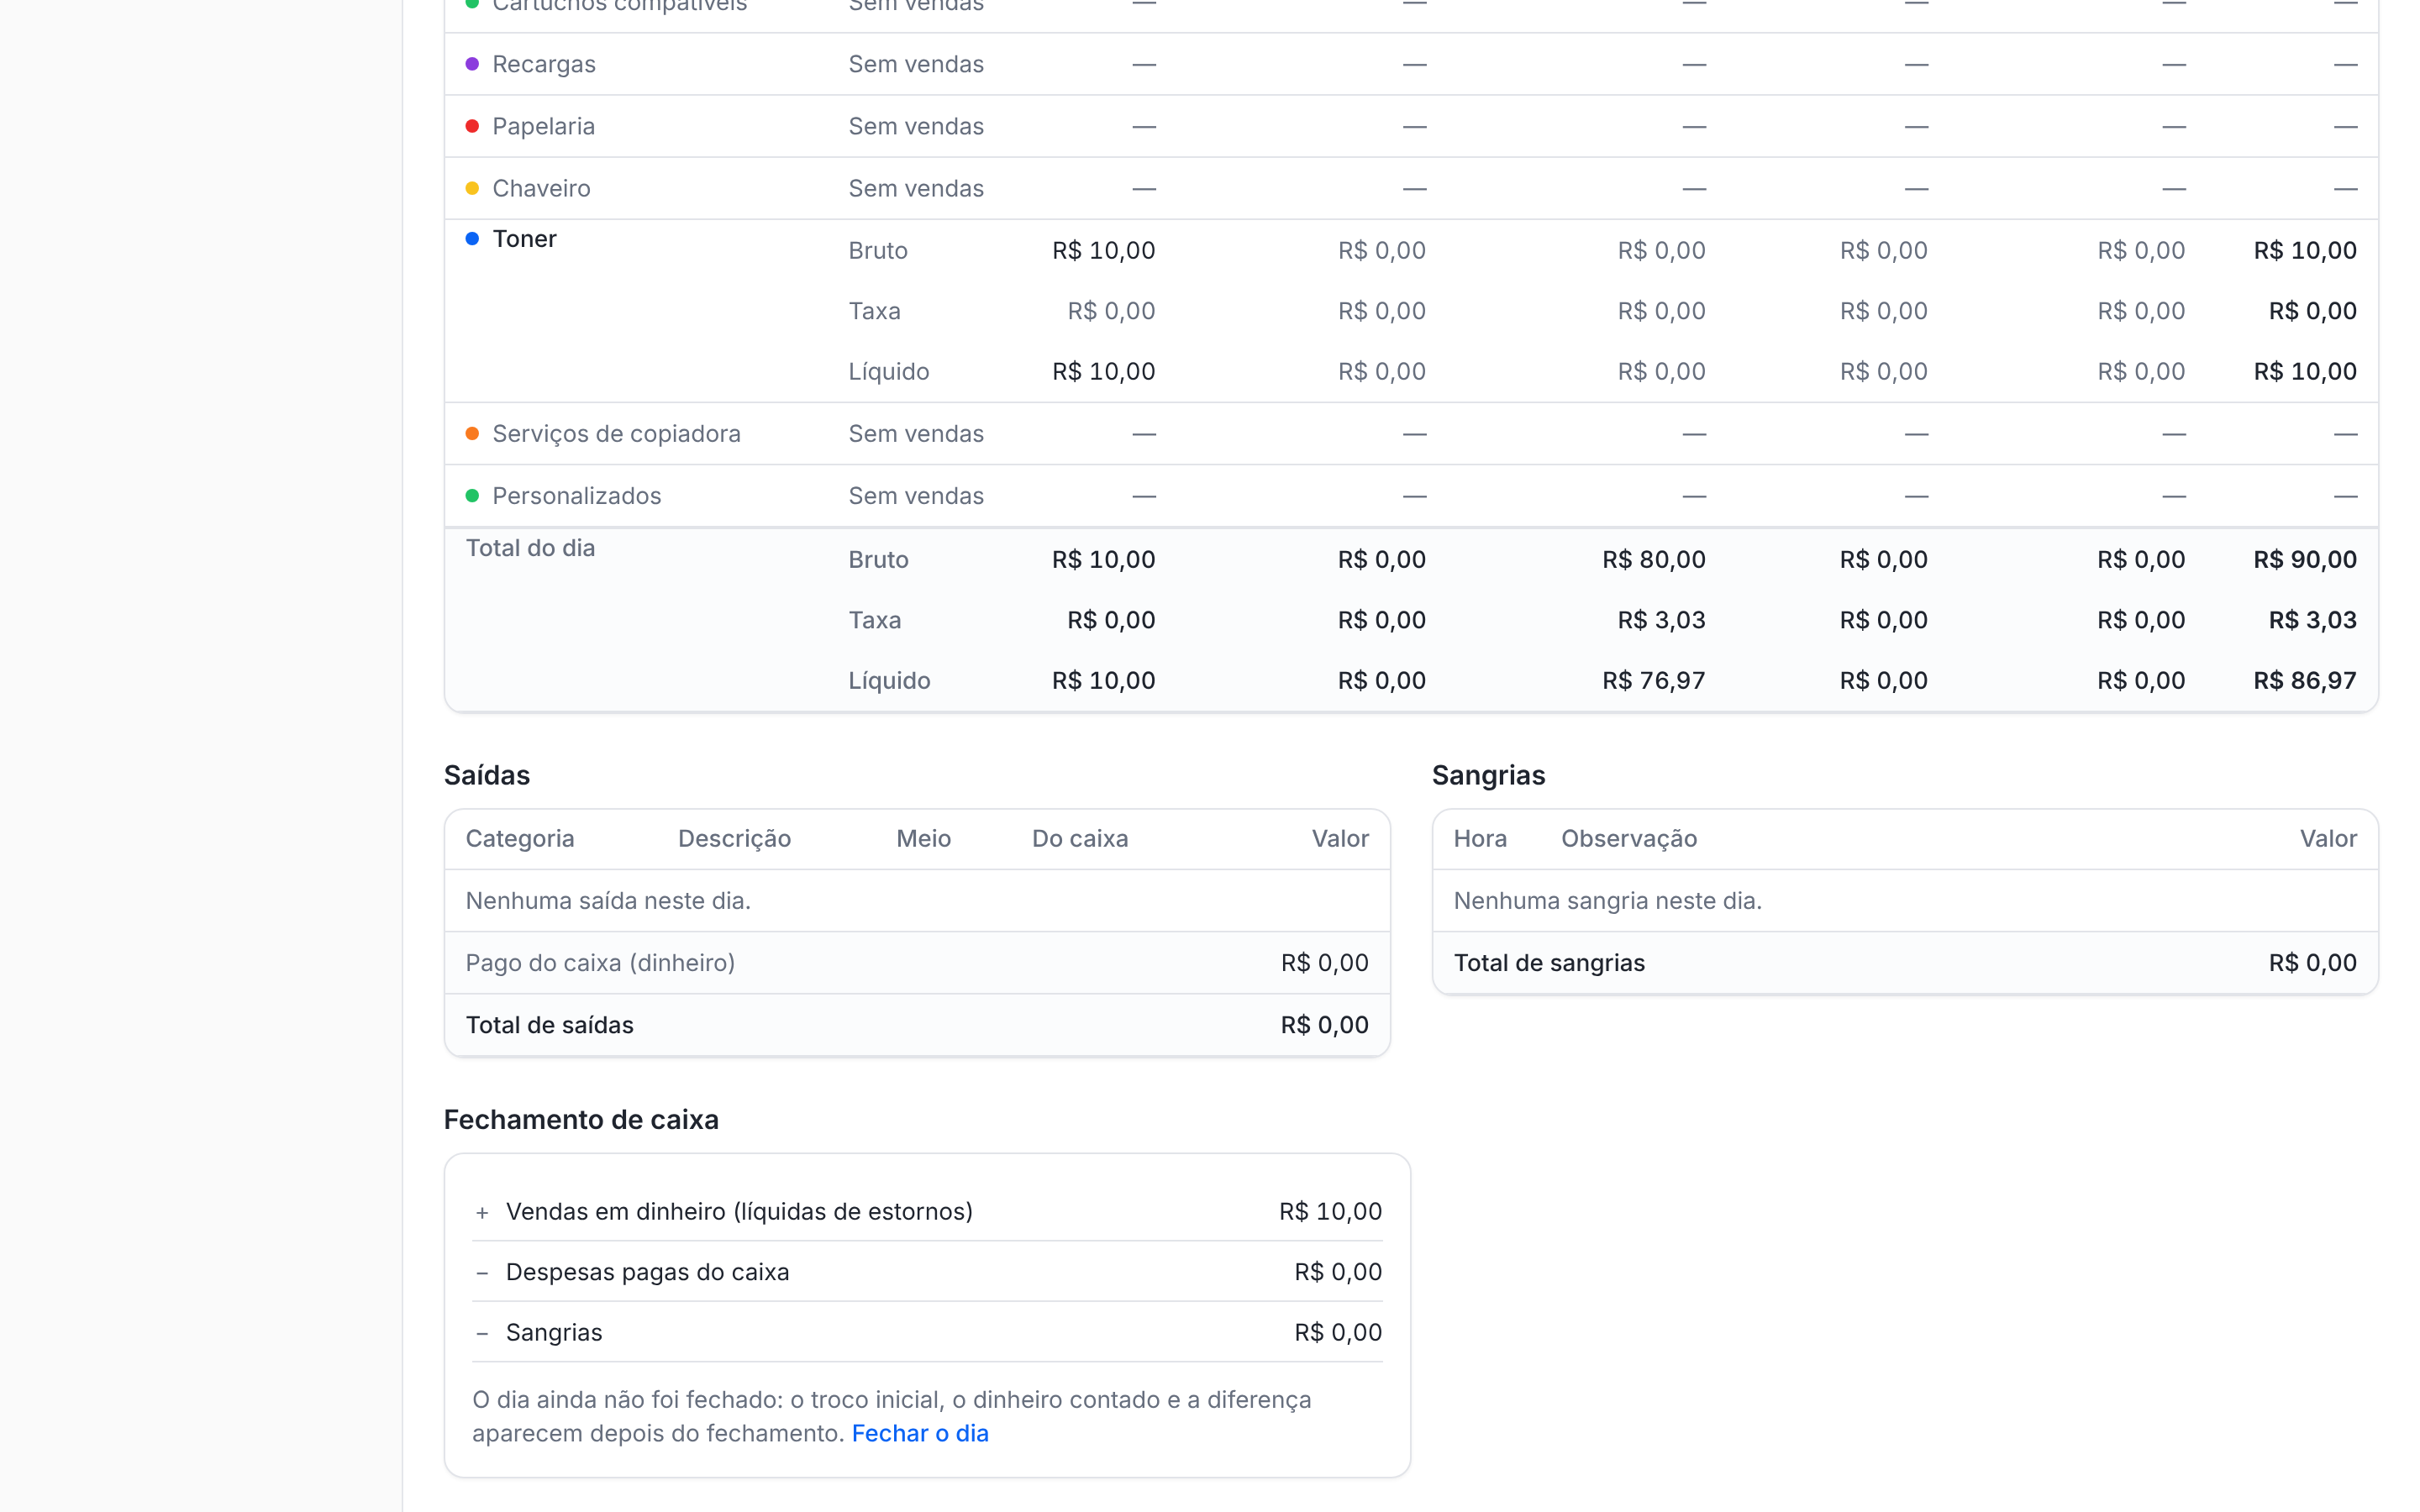 Cartuchos compatíveis Sem vendas — — — — — —
Recargas Sem vendas — — — — — —
Papelaria Sem vendas — — — — — —
Chaveiro Sem vendas — — — — — —
Toner Bruto R$ 10,00 R$ 0,00 R$ 0,00 R$ 0,00 R$ 0,00 R$ 10,00
Taxa R$ 0,00 R$ 0,00 R$ 0,00 R$ 0,00 R$ 0,00 R$ 0,00
Líquido R$ 10,00 R$ 0,00 R$ 0,00 R$ 0,00 R$ 0,00 R$ 10,00
Serviços de copiadora Sem vendas — — — — — —
Personalizados Sem vendas — — — — — —
Total do dia Bruto R$ 10,00 R$ 0,00 R$ 80,00 R$ 0,00 R$ 0,00 R$ 90,00
Taxa R$ 0,00 R$ 0,00 R$ 3,03 R$ 0,00 R$ 0,00 R$ 3,03
Líquido R$ 10,00 R$ 0,00 R$ 76,97 R$ 0,00 R$ 0,00 R$ 86,97
Saídas
Categoria Descrição Meio Do caixa Valor
Nenhuma saída neste dia.
Pago do caixa (dinheiro) R$ 0,00
Total de saídas R$ 0,00
Sangrias
Hora Observação Valor
Nenhuma sangria neste dia.
Total de sangrias R$ 0,00
Fechamento de caixa
+ Vendas em dinheiro (líquidas de estornos) R$ 10,00
− Despesas pagas do caixa R$ 0,00
− Sangrias R$ 0,00
O dia ainda não foi fechado: o troco inicial, o dinheiro contado e a diferença
aparecem depois do fechamento. Fechar o dia